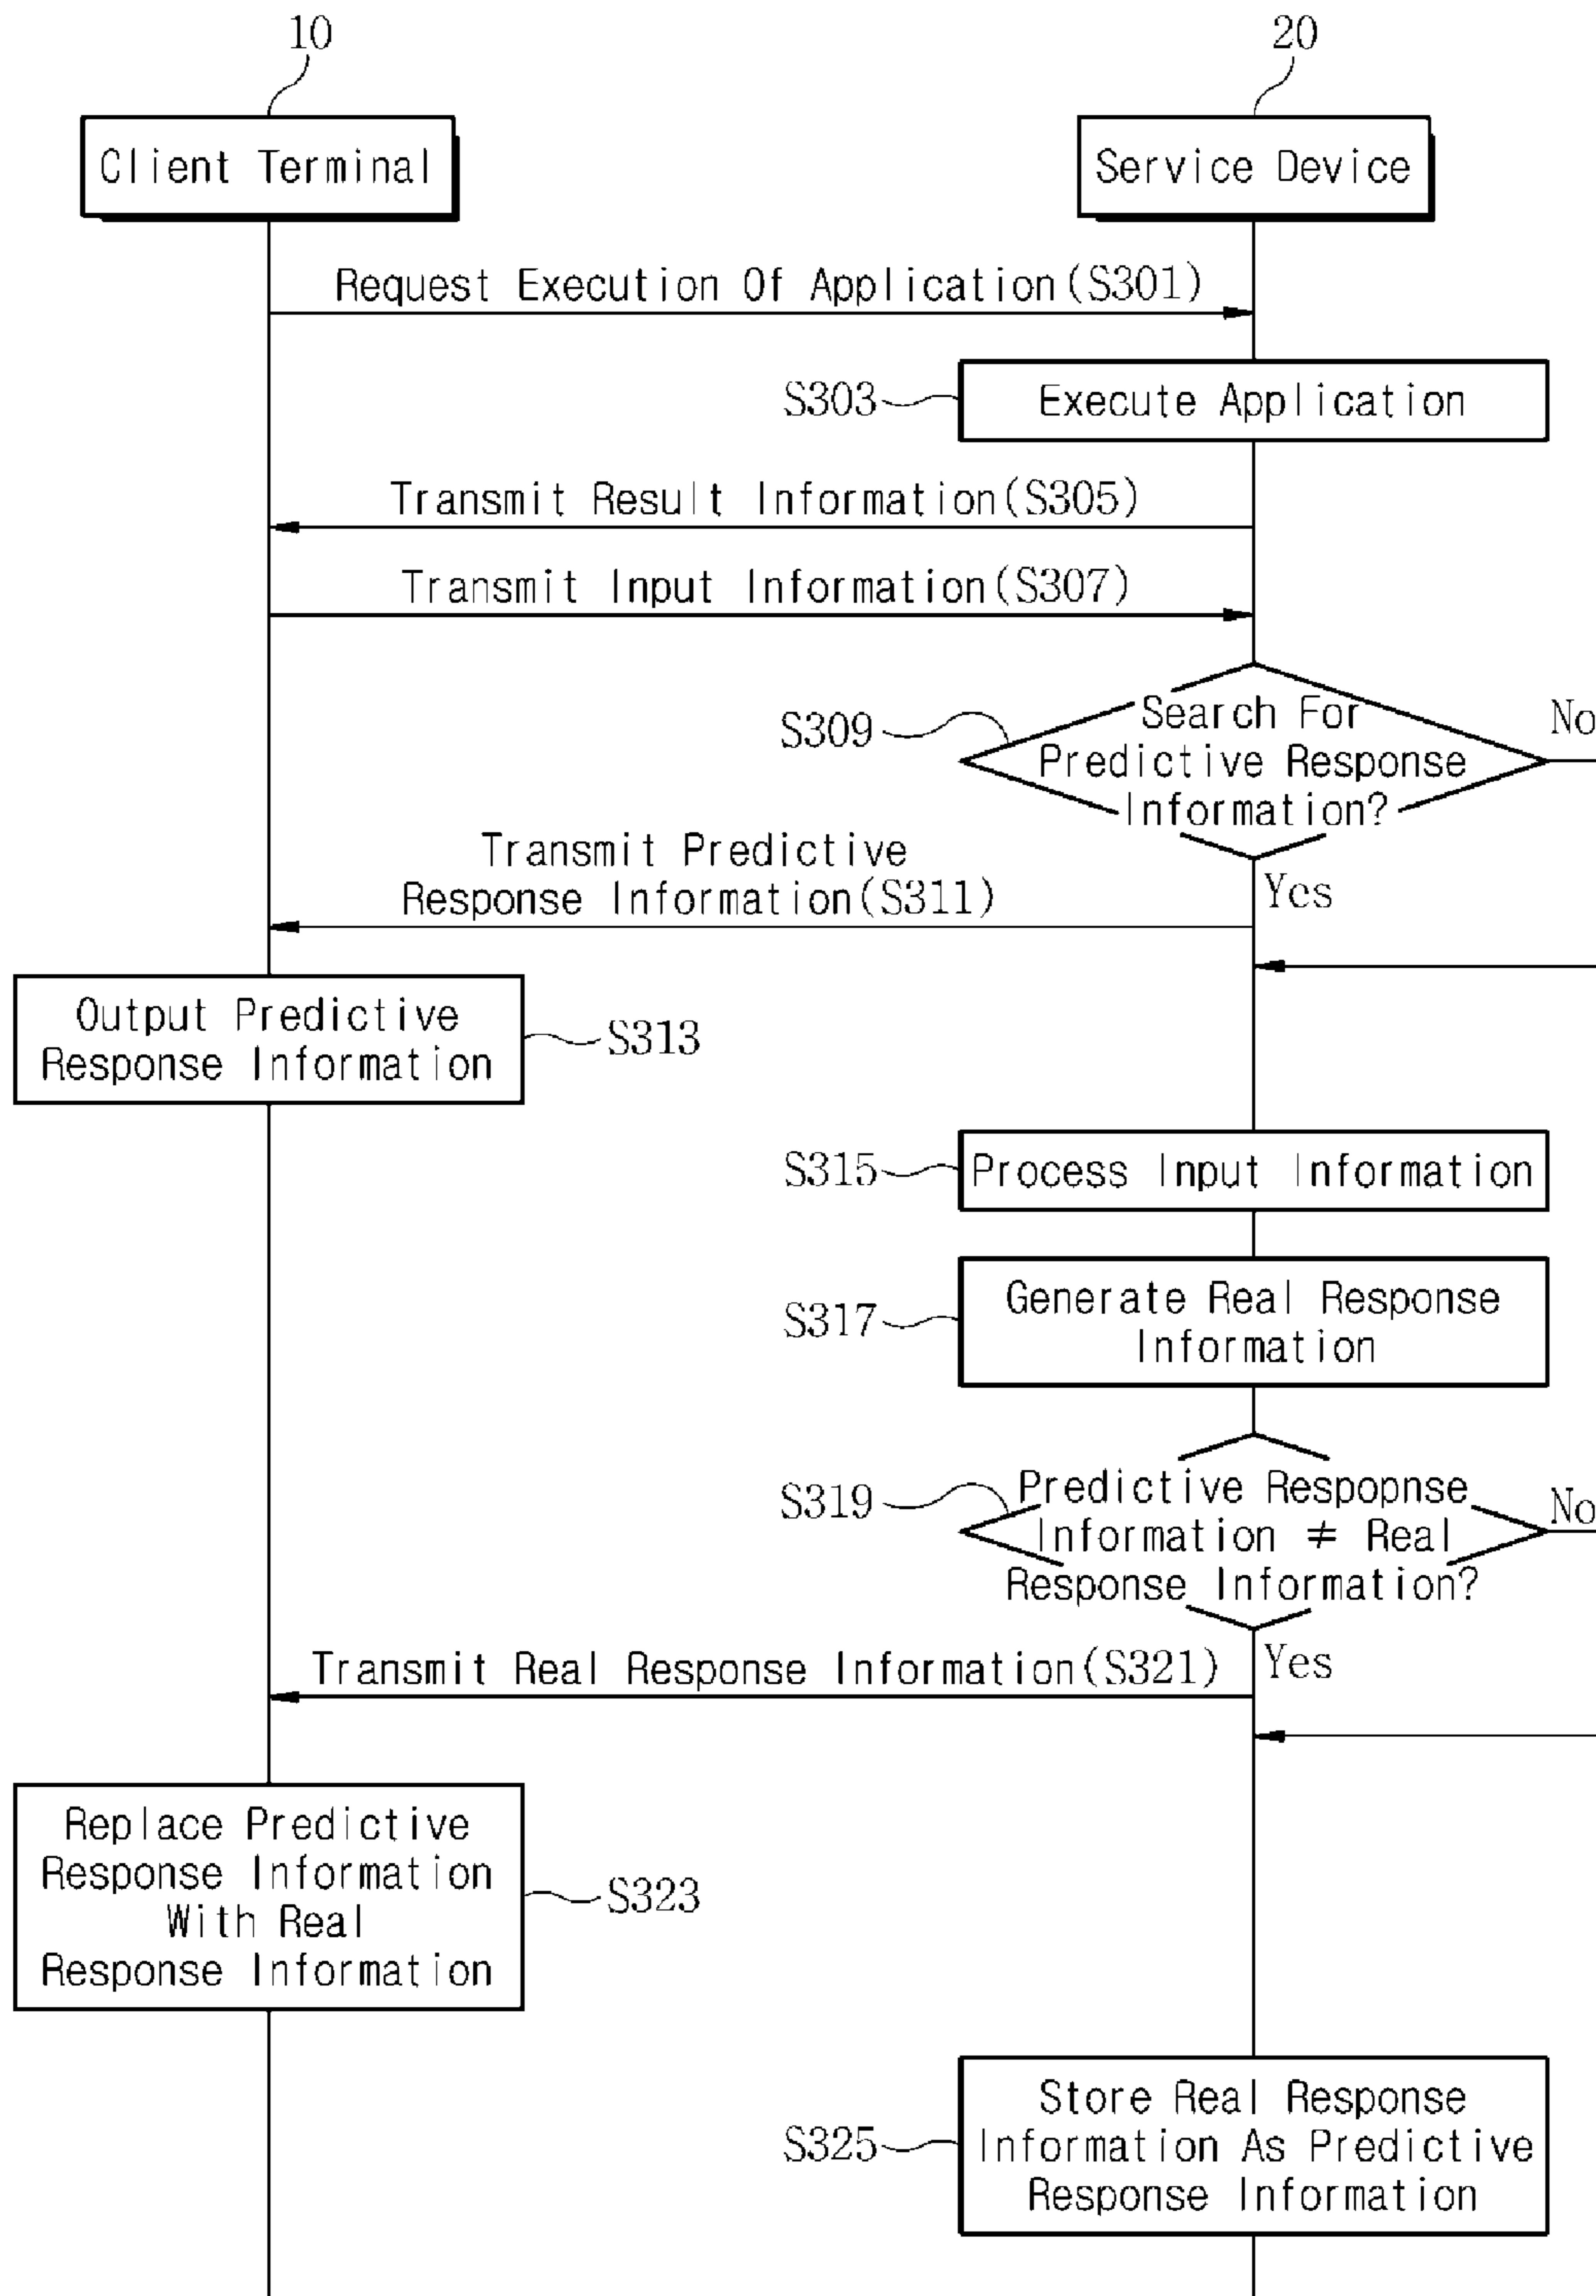 10
20
Client Terminal
Service Device
Request Execution Of Application(S301)
S303
Execute Application
Transmit Result Information(S305)
Transmit Input Information(S307)
S309
Search For
Predictive Response
Information?
No
Transmit Predictive
Response Information(S311)
Yes
Output Predictive
Response Information
S313
S315
Process Input Information
S317
Generate Real Response
Information
S319
Predictive Respopnse
Information ≠ Real
Response Information?
No
Transmit Real Response Information(S321)
Yes
Replace Predictive
Response Information
With Real
Response Information
S323
S325
Store Real Response
Information As Predictive
Response Information